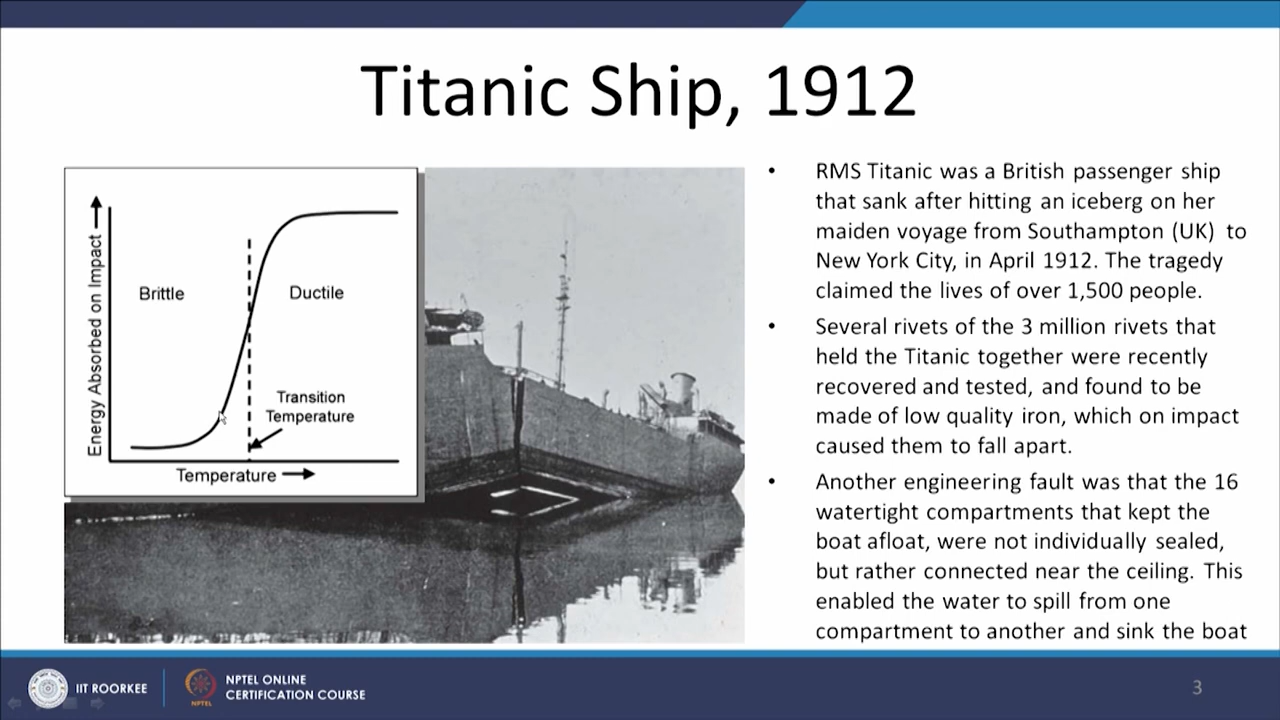 Titanic Ship, 1912
Energy Absorbed on Impact
Brittle
Ductile
Transition
Temperature
Temperature
• RMS Titanic was a British passenger ship
that sank after hitting an iceberg on her
maiden voyage from Southampton (UK) to
New York City, in April 1912. The tragedy
claimed the lives of over 1,500 people.
• Several rivets of the 3 million rivets that
held the Titanic together were recently
recovered and tested, and found to be
made of low quality iron, which on impact
caused them to fall apart.
• Another engineering fault was that the 16
watertight compartments that kept the
boat afloat, were not individually sealed,
but rather connected near the ceiling. This
enabled the water to spill from one
compartment to another and sink the boat
IIT ROORKEE
NPTEL
NPTEL ONLINE
CERTIFICATION COURSE
3